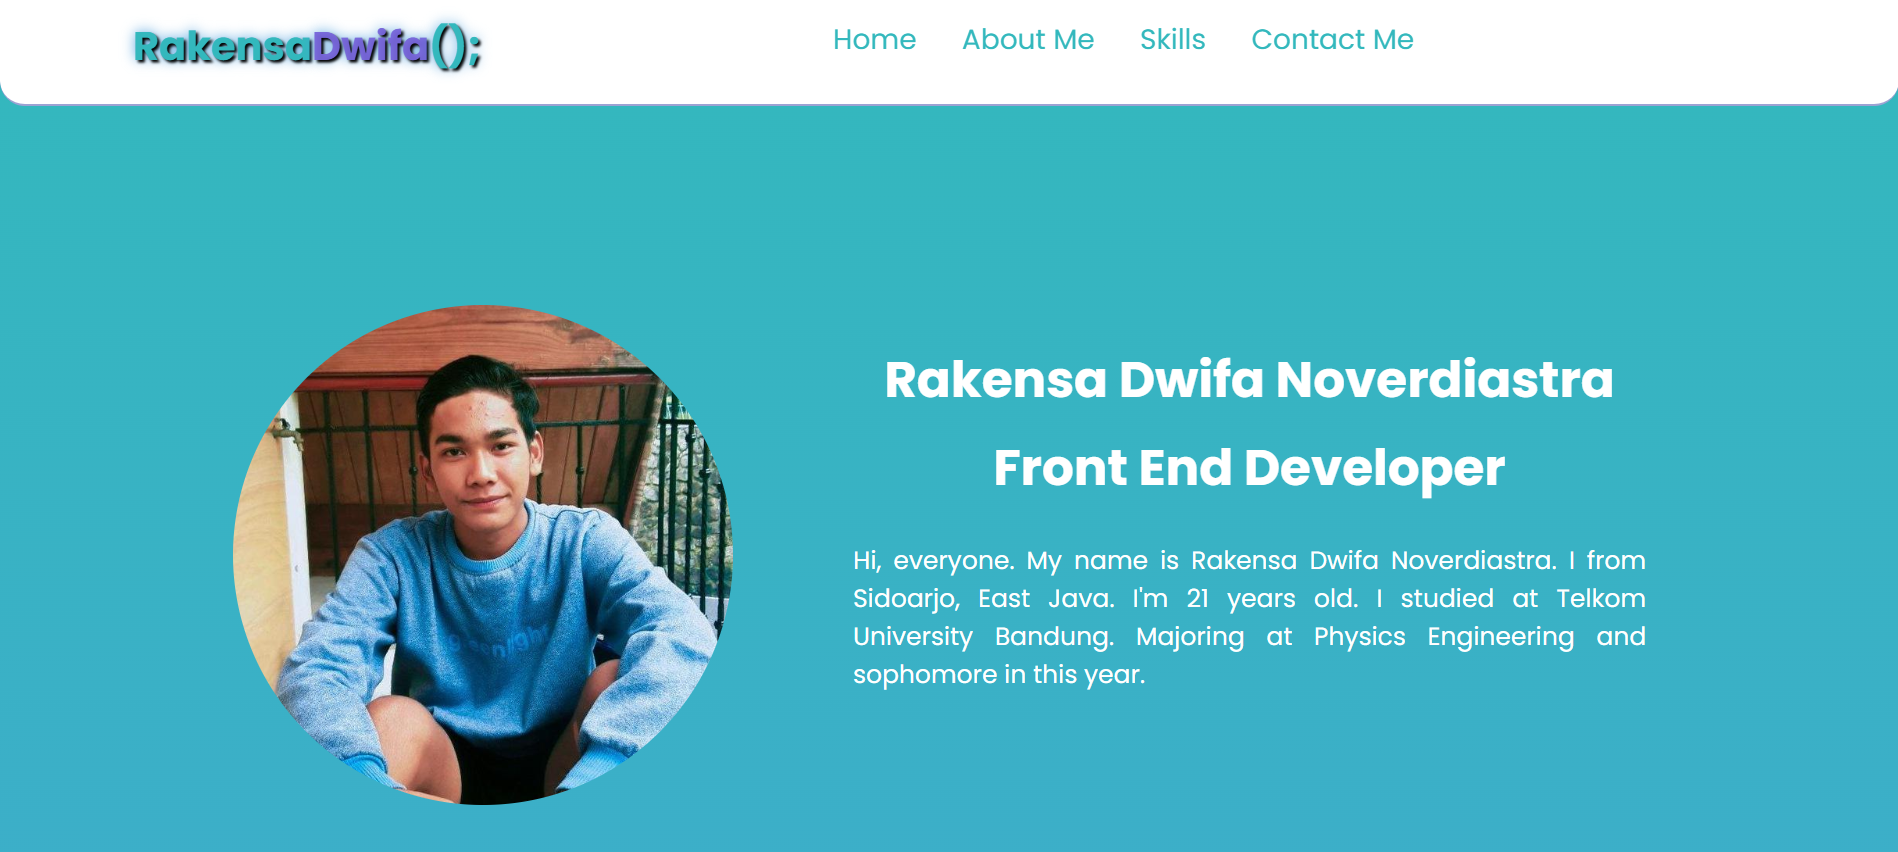 RakensaDwifa();
Home About Me Skills Contact Me
Rakensa Dwifa Noverdiastra
Front End Developer
Hi, everyone. My name is Rakensa Dwifa Noverdiastra. I from
Sidoarjo, East Java. I'm 21 years old. I studied at Telkom
University Bandung. Majoring at Physics Engineering and
sophomore in this year.